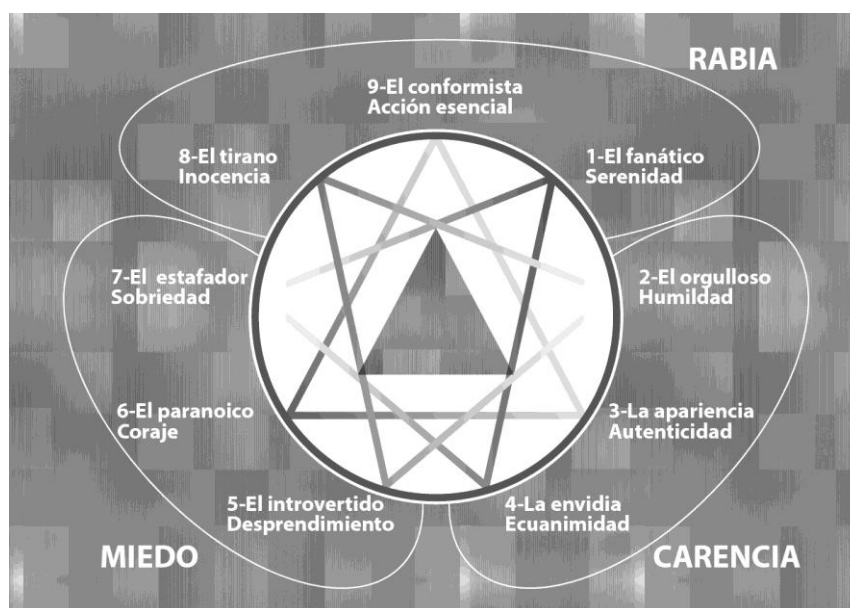 RABIA
9-El conformista
Acción esencial
8-El tirano
Inocencia
1-El fanático
Serenidad
7-El estafador
Sobriedad
2-El orgulloso
Humildad
6-El paranoico
Coraje
3-La apariencia
Autenticidad
5-El introvertido
Desprendimiento
4-La envidia
Ecuanimidad
MIEDO
CARENCIA